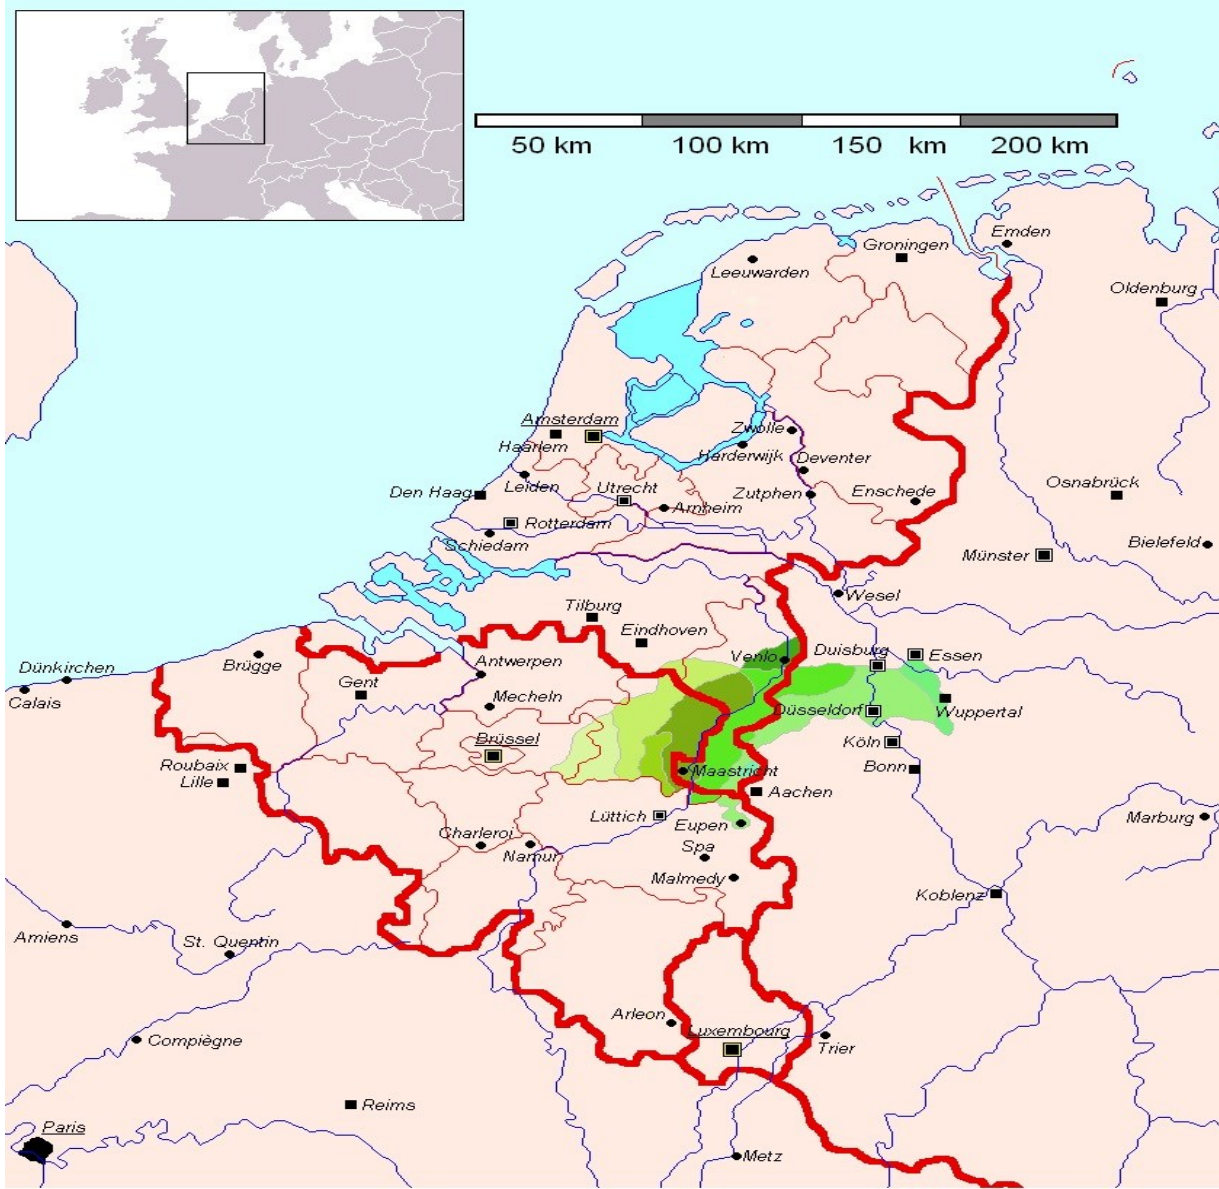 50 km 100 km 150 km 200 km
Emden
Groningen
Leeuwarden
Oldenburg
Amsterdam
Haarlem
Zwolle
Harderwijk
Deventer
Leiden
Utrecht
Den Haag
Zutphen
Enschede
Osnabrück
Arnheim
Rotterdam
Schiedam
Münster
Bielefeld
Wesel
Tilburg
Eindhoven
Venlo
Duisburg
Essen
Brügge
Dünkirchen
Calais
Antwerpen
Gent
Mecheln
Wuppertal
Düsseldorf
Brüssel
Köln
Roubaix
Lille
Maastricht
Bonn
Aachen
Lüttich
Eupen
Marburg
Charleroi
Namur
Spa
Malmedy
Koblenz
Amiens
St. Quentin
Arleon
Luxembourg
Compiègne
Trier
Reims
Paris
Metz